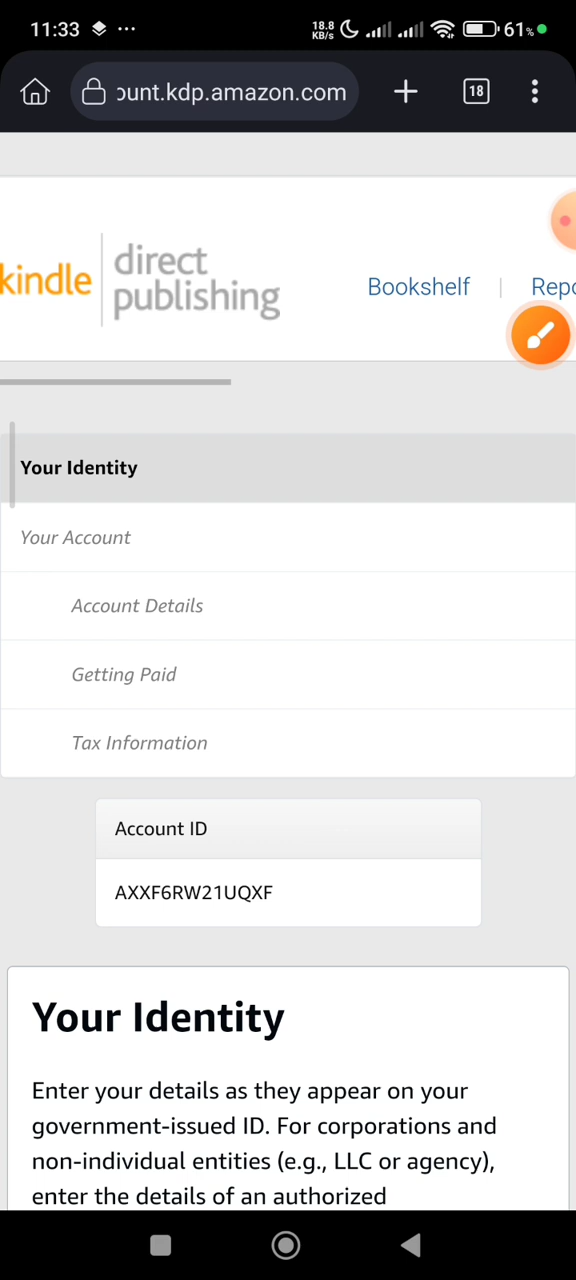 11:33 ... 18.8 KB/s 61%
ount.kdp.amazon.com 18
kindle direct publishing
Bookshelf | Repo
Your Identity
Your Account
Account Details
Getting Paid
Tax Information
Account ID
AXXF6RW21UQXF
Your Identity
Enter your details as they appear on your
government-issued ID. For corporations and
non-individual entities (e.g., LLC or agency),
enter the details of an authorized